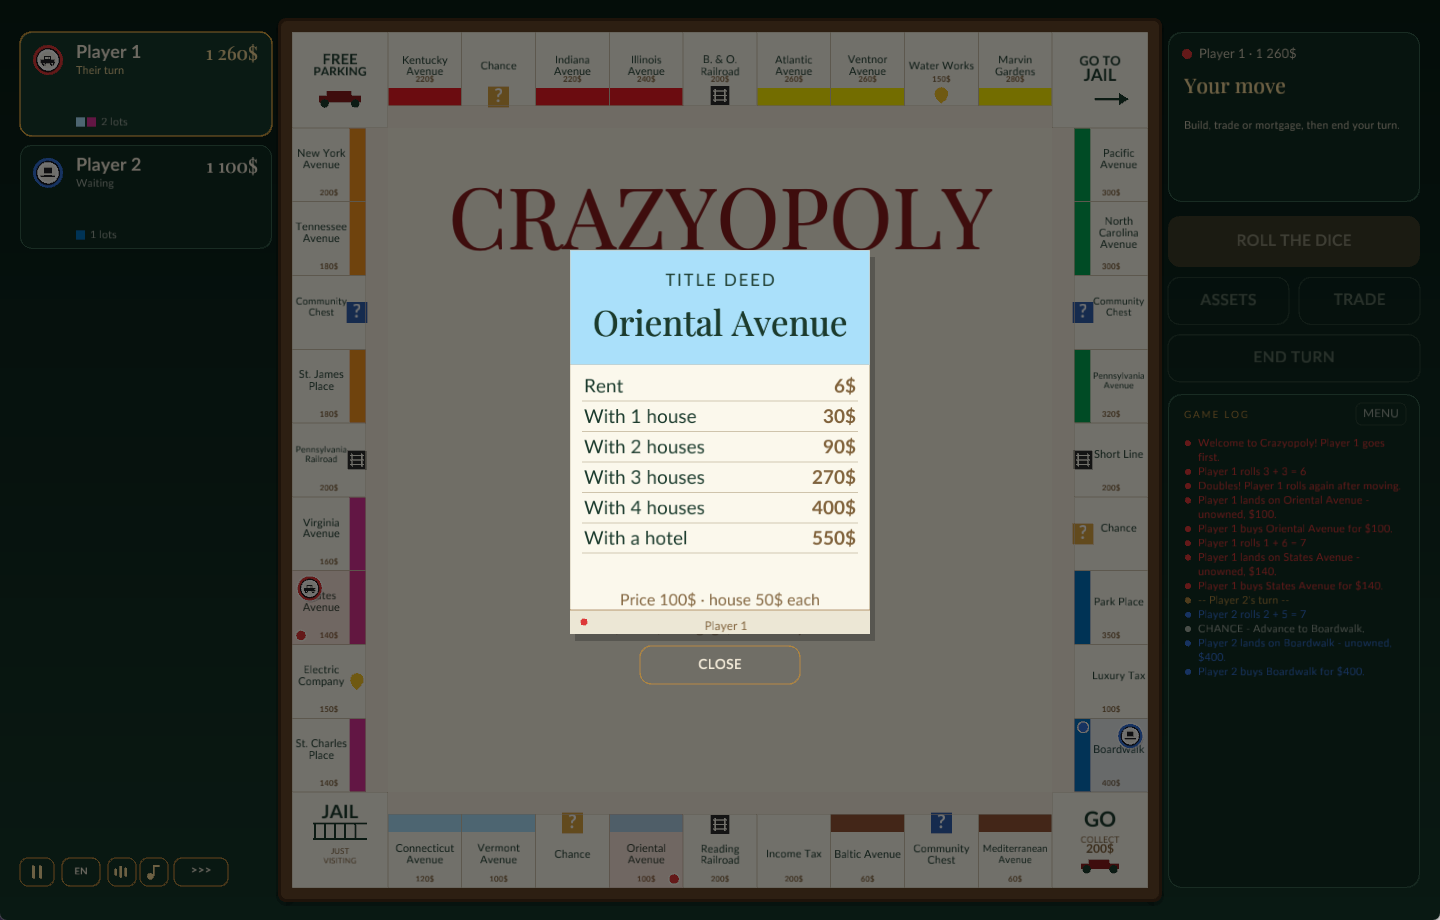 Player 1
1 260$
Their turn
2 lots
Player 2
1 100$
Waiting
1 lots
EN
>>>
FREE
PARKING
Kentucky
Avenue
220$
Chance
?
Indiana
Avenue
220$
Illinois
Avenue
240$
B. & O.
Railroad
200$
Atlantic
Avenue
260$
Ventnor
Avenue
260$
Water Works
150$
Marvin
Gardens
280$
GO TO
JAIL
New York
Avenue
200$
Tennessee
Avenue
180$
Community
Chest
?
St. James
Place
180$
Pennsylvania
Railroad
200$
Virginia
Avenue
160$
Avenue
140$
Electric
Company
150$
St. Charles
Place
140$
CRAZYOPOLY
TITLE DEED
Oriental Avenue
Rent 6$
With 1 house 30$
With 2 houses 90$
With 3 houses 270$
With 4 houses 400$
With a hotel 550$
Price 100$ · house 50$ each
Player 1
CLOSE
Pacific
Avenue
300$
North
Carolina
Avenue
300$
Community
Chest
?
Pennsylvania
Avenue
320$
Short Line
200$
Chance
?
Park Place
350$
Luxury Tax
100$
Boardwalk
400$
JAIL
JUST
VISITING
Connecticut
Avenue
120$
Vermont
Avenue
100$
?
Chance
Oriental
Avenue
100$
Reading
Railroad
200$
Income Tax
200$
Baltic Avenue
60$
?
Community
Chest
Mediterranean
Avenue
60$
GO
COLLECT
200$
Player 1 · 1 260$
Your move
Build, trade or mortgage, then end your turn.
ROLL THE DICE
ASSETS
TRADE
END TURN
GAME LOG
MENU
Welcome to Crazyopoly! Player 1 goes
first.
Player 1 rolls 3 + 3 = 6
Doubles! Player 1 rolls again after moving.
Player 1 lands on Oriental Avenue -
unowned, $100.
Player 1 buys Oriental Avenue for $100.
Player 1 rolls 1 + 6 = 7
Player 1 lands on States Avenue -
unowned, $140.
Player 1 buys States Avenue for $140.
-- Player 2's turn --
Player 2 rolls 2 + 5 = 7
CHANCE - Advance to Boardwalk.
Player 2 lands on Boardwalk - unowned,
$400.
Player 2 buys Boardwalk for $400.